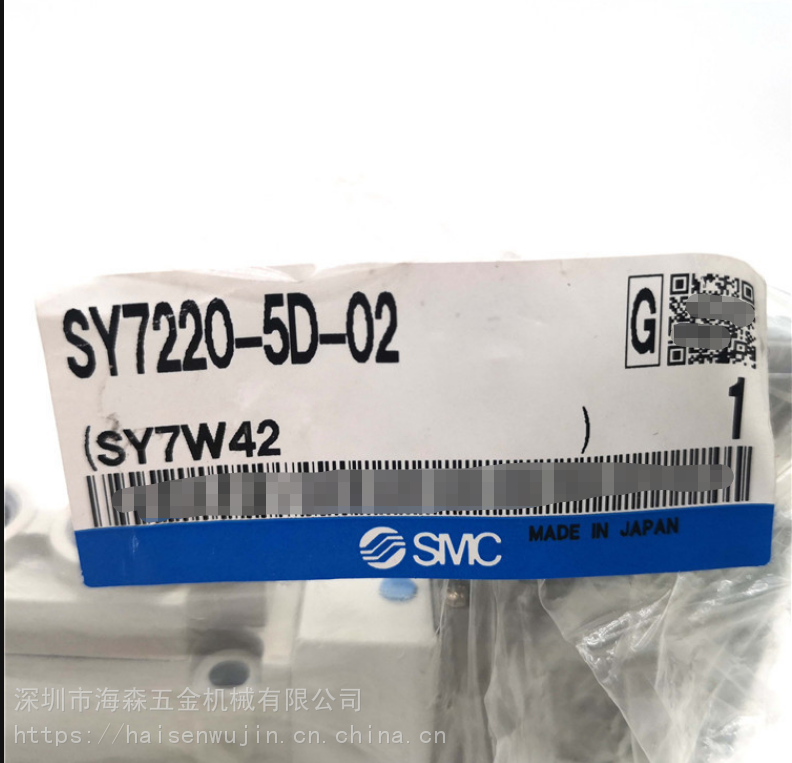 SY7220-5D-02
G
1
(SY7W42 )
SMC MADE IN JAPAN
深圳市海森五金机械有限公司
https://haisenwujin.cn.china.cn